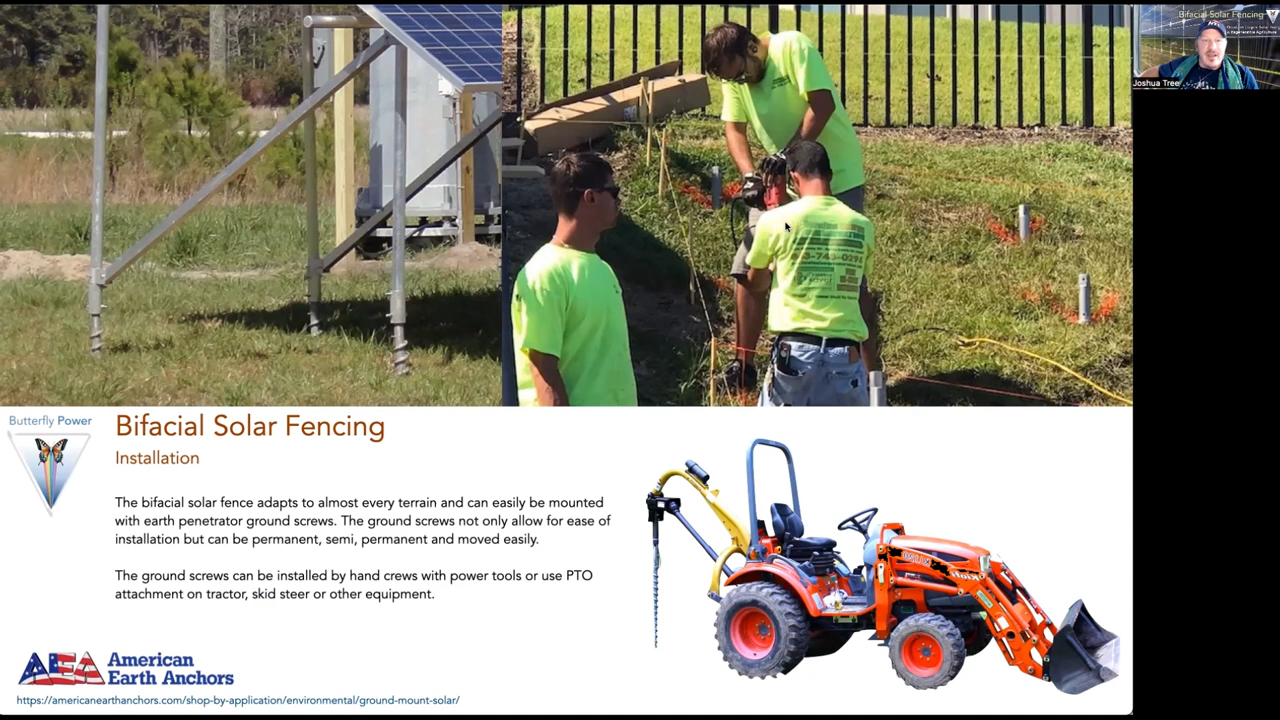 Bifacial Solar Fencing
Joshua Tree
Butterfly Power
Bifacial Solar Fencing
Installation
The bifacial solar fence adapts to almost every terrain and can easily be mounted
with earth penetrator ground screws. The ground screws not only allow for ease of
installation but can be permanent, semi, permanent and moved easily.
The ground screws can be installed by hand crews with power tools or use PTO
attachment on tractor, skid steer or other equipment.
AEA American
Earth Anchors
https://americanearthanchors.com/shop-by-application/environmental/ground-mount-solar/